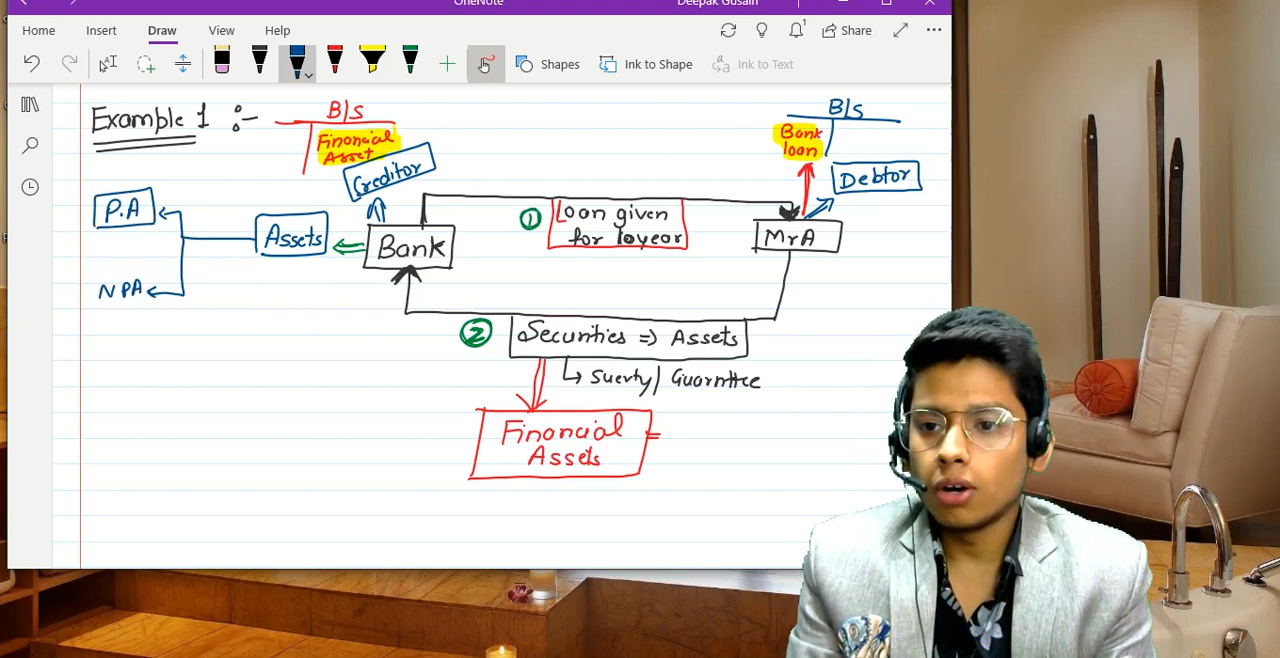 OneNote
Deepak Gusain
Home Insert Draw View Help
Share
Shapes Ink to Shape Ink to Text
Example 1 :-
B/S
Financial
Asset
Creditor
B/S
Bank
loan
Debtor
P.A
Assets
NPA
Bank
1 Loan given
for 10year
MrA
2 Securities => Assets
↳ Suerty/ Guarntee
Financial =
Assets